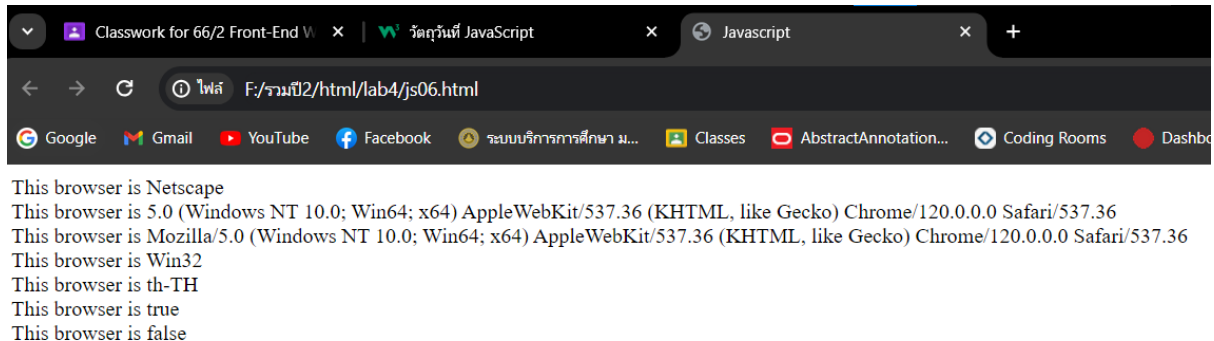 Classwork for 66/2 Front-End W
วัตถุวันที่ JavaScript
Javascript
ไฟล์ F:/รวมปี2/html/lab4/js06.html
Google Gmail YouTube Facebook ระบบบริการการศึกษา ม... Classes AbstractAnnotation... Coding Rooms Dashbo
This browser is Netscape
This browser is 5.0 (Windows NT 10.0; Win64; x64) AppleWebKit/537.36 (KHTML, like Gecko) Chrome/120.0.0.0 Safari/537.36
This browser is Mozilla/5.0 (Windows NT 10.0; Win64; x64) AppleWebKit/537.36 (KHTML, like Gecko) Chrome/120.0.0.0 Safari/537.36
This browser is Win32
This browser is th-TH
This browser is true
This browser is false